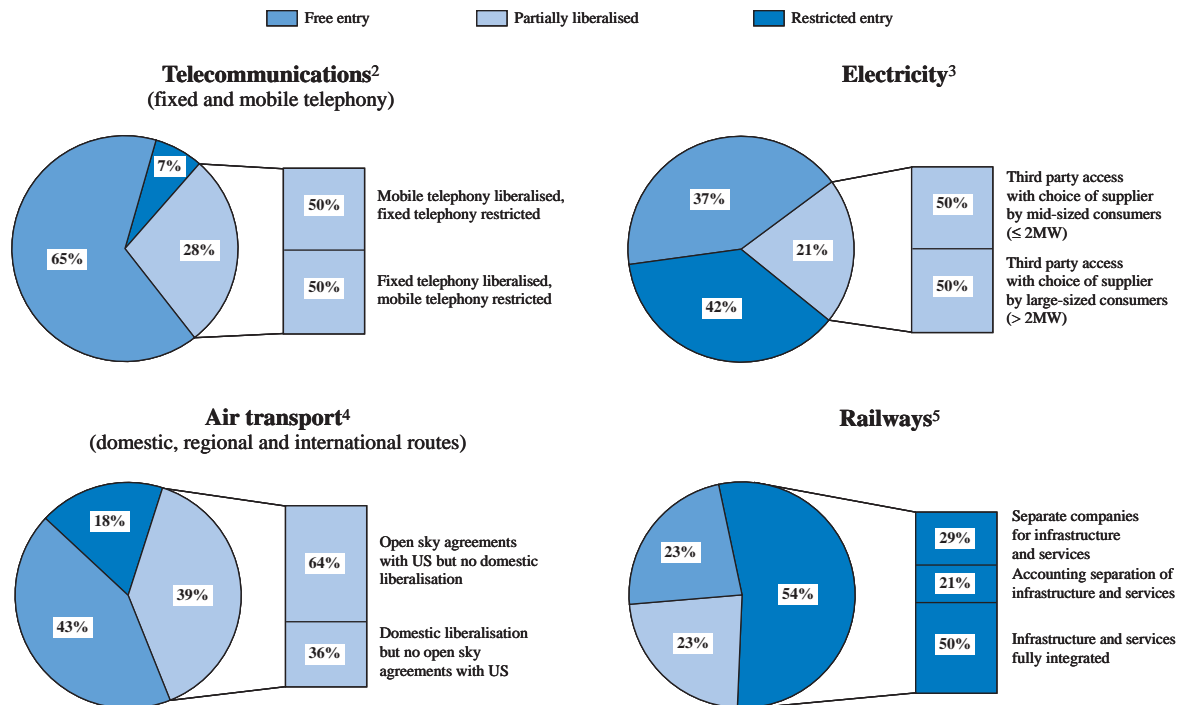 Free entry
Partially liberalised
Restricted entry
Telecommunications²
(fixed and mobile telephony)
7%
65%
28%
50%
50%
Mobile telephony liberalised,
fixed telephony restricted
Fixed telephony liberalised,
mobile telephony restricted
Electricity³
37%
21%
42%
50%
50%
Third party access
with choice of supplier
by mid-sized consumers
(≤ 2MW)
Third party access
with choice of supplier
by large-sized consumers
(> 2MW)
Air transport⁴
(domestic, regional and international routes)
18%
39%
43%
64%
36%
Open sky agreements
with US but no domestic
liberalisation
Domestic liberalisation
but no open sky
agreements with US
Railways⁵
23%
54%
23%
29%
21%
50%
Separate companies
for infrastructure
and services
Accounting separation of
infrastructure and services
Infrastructure and services
fully integrated